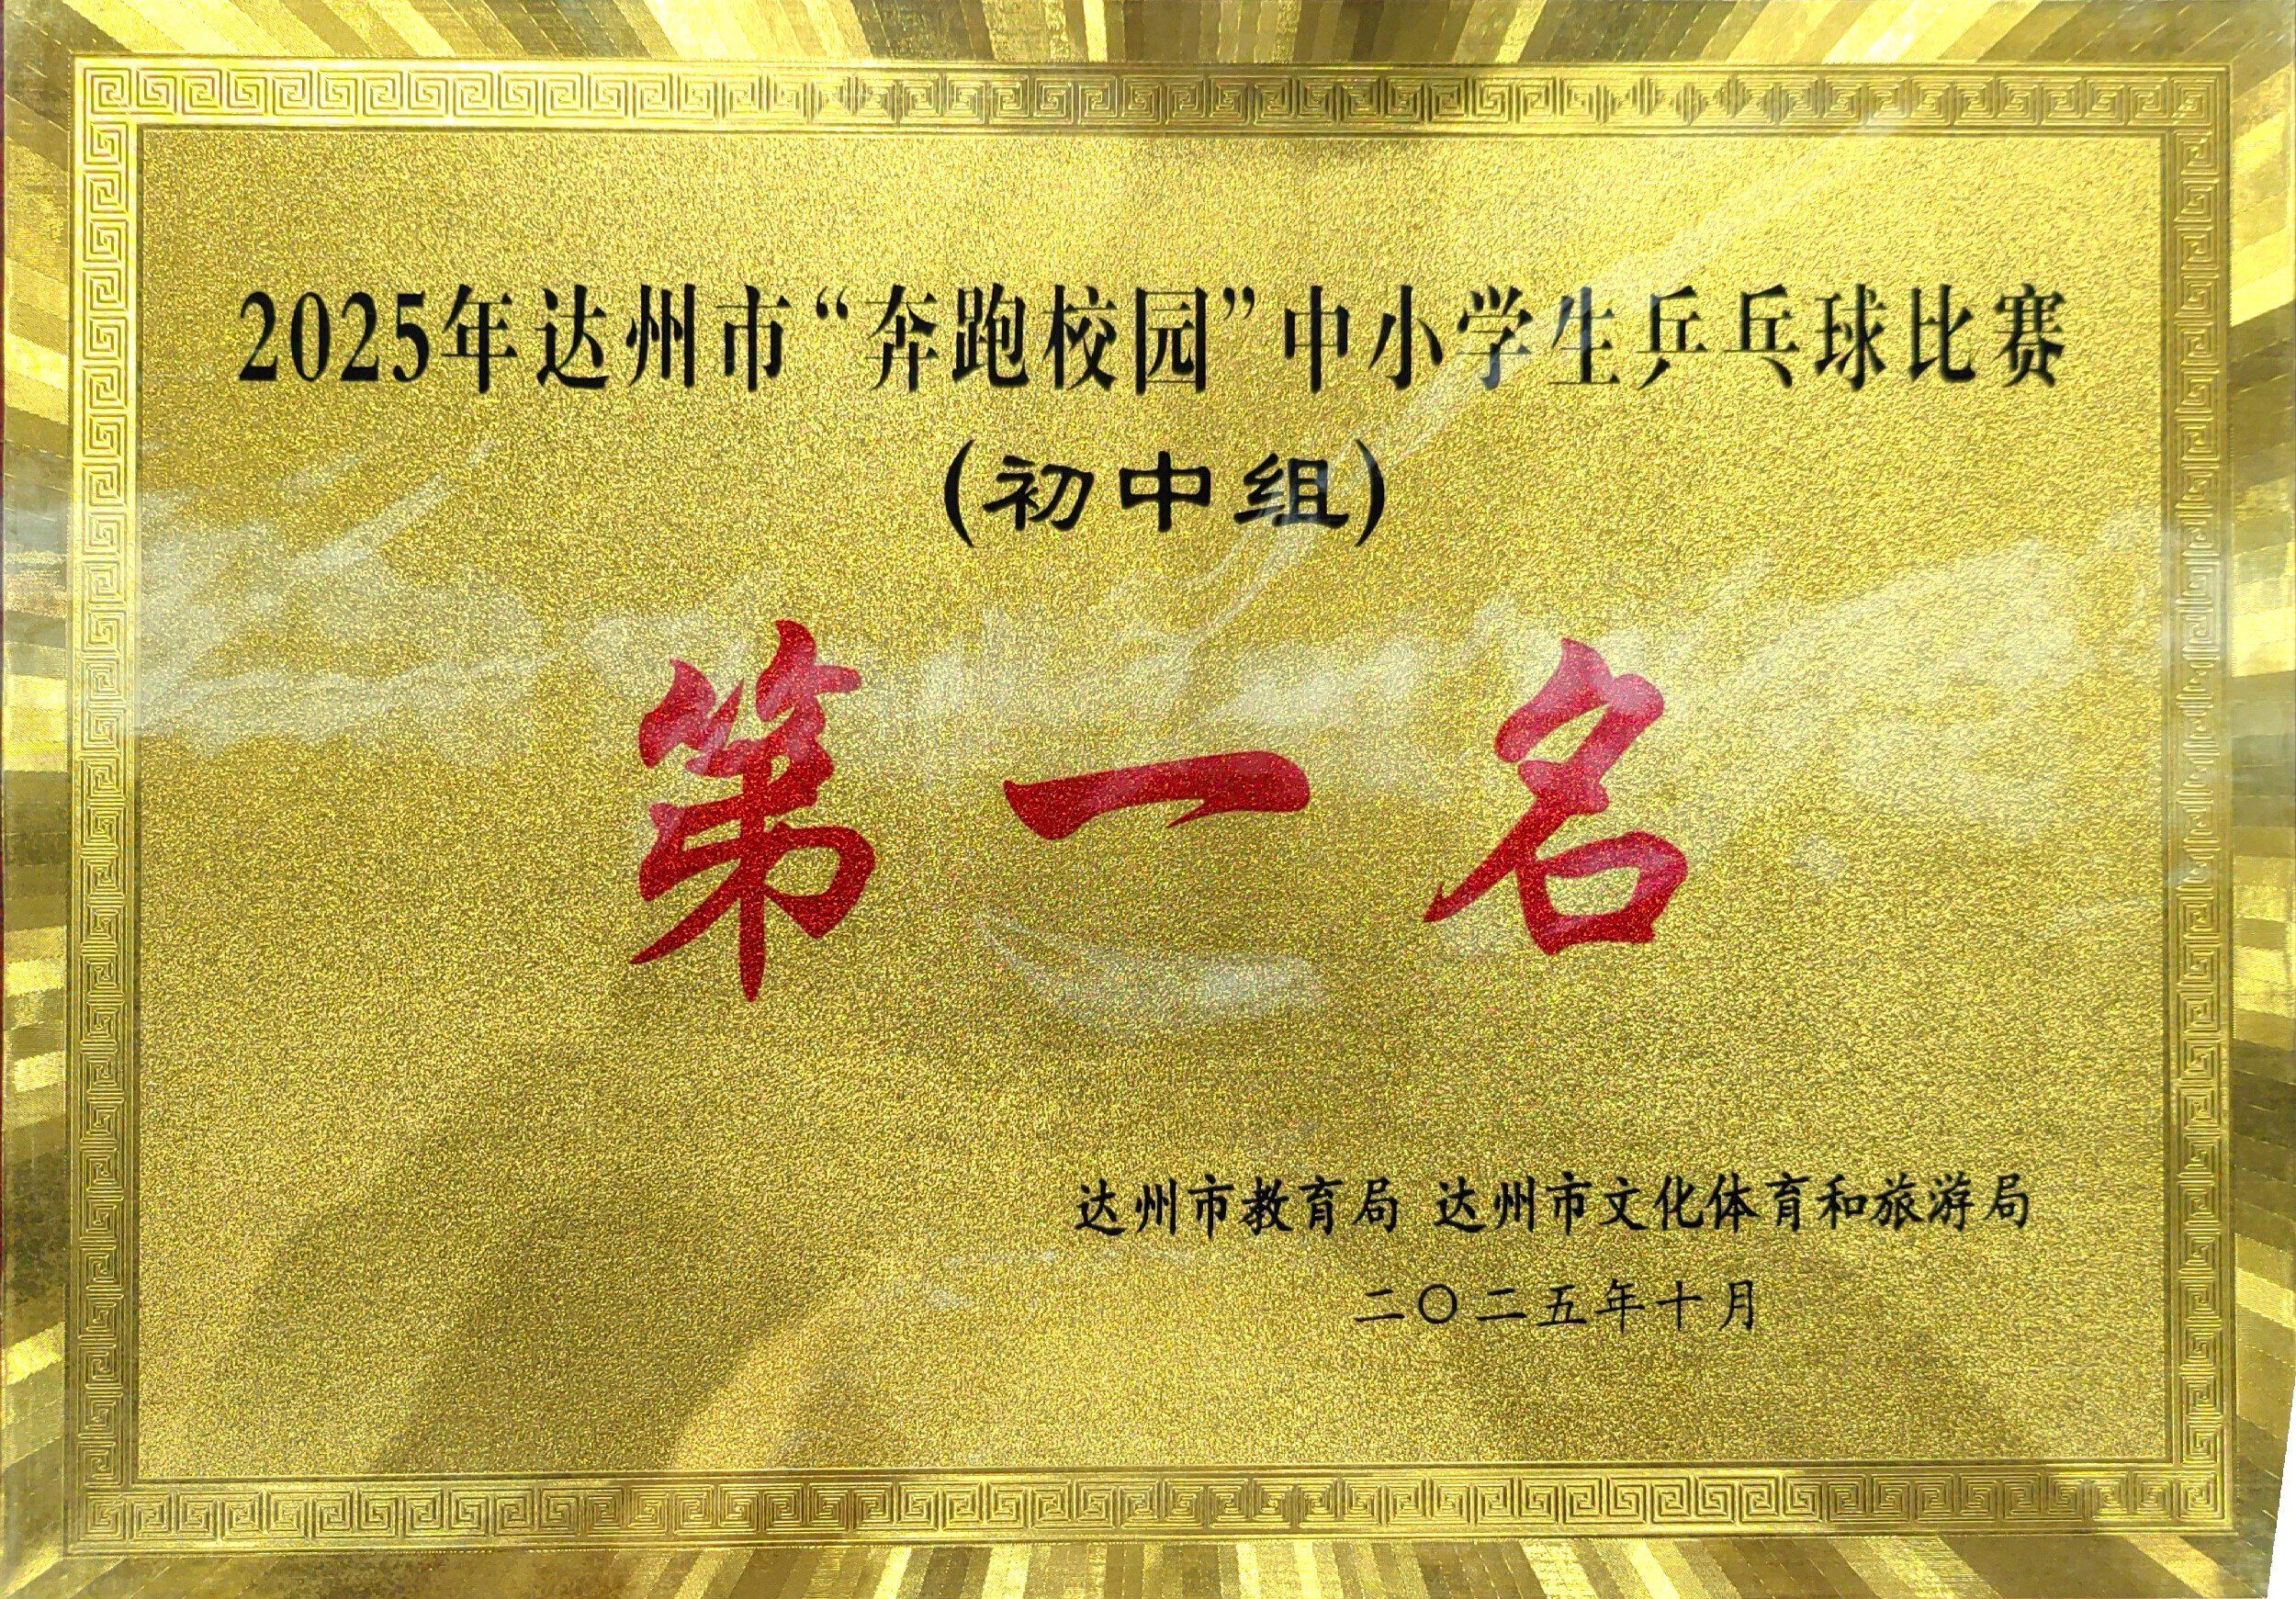 2025年达州市“奔跑校园”中小学生乒乓球比赛
(初中组)
第一名
达州市教育局 达州市文化体育和旅游局
二〇二五年十月